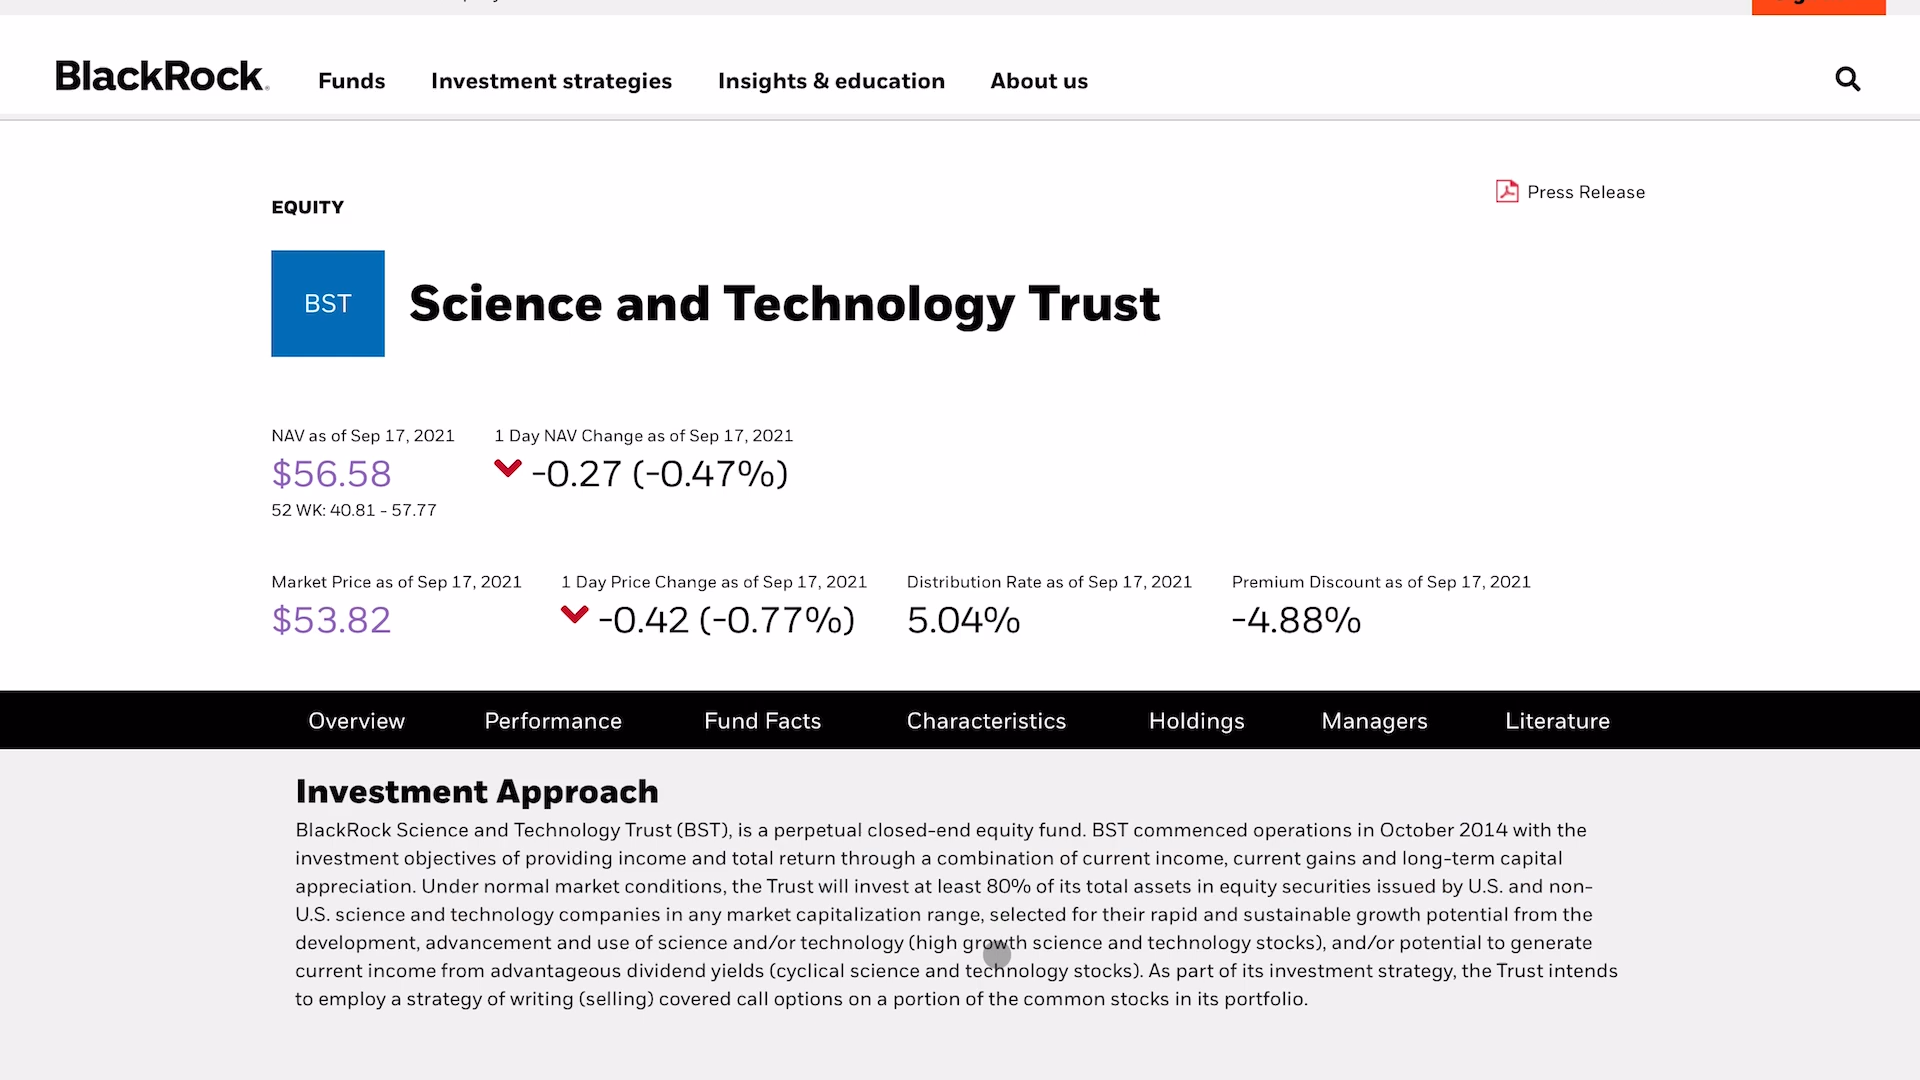 BlackRock.
Funds
Investment strategies
Insights & education
About us
Press Release
EQUITY
BST
Science and Technology Trust
NAV as of Sep 17, 2021
1 Day NAV Change as of Sep 17, 2021
$56.58
-0.27 (-0.47%)
52 WK: 40.81 - 57.77
Market Price as of Sep 17, 2021
1 Day Price Change as of Sep 17, 2021
Distribution Rate as of Sep 17, 2021
Premium Discount as of Sep 17, 2021
$53.82
-0.42 (-0.77%)
5.04%
-4.88%
Overview
Performance
Fund Facts
Characteristics
Holdings
Managers
Literature
Investment Approach
BlackRock Science and Technology Trust (BST), is a perpetual closed-end equity fund. BST commenced operations in October 2014 with the
investment objectives of providing income and total return through a combination of current income, current gains and long-term capital
appreciation. Under normal market conditions, the Trust will invest at least 80% of its total assets in equity securities issued by U.S. and non-
U.S. science and technology companies in any market capitalization range, selected for their rapid and sustainable growth potential from the
development, advancement and use of science and/or technology (high growth science and technology stocks), and/or potential to generate
current income from advantageous dividend yields (cyclical science and technology stocks). As part of its investment strategy, the Trust intends
to employ a strategy of writing (selling) covered call options on a portion of the common stocks in its portfolio.